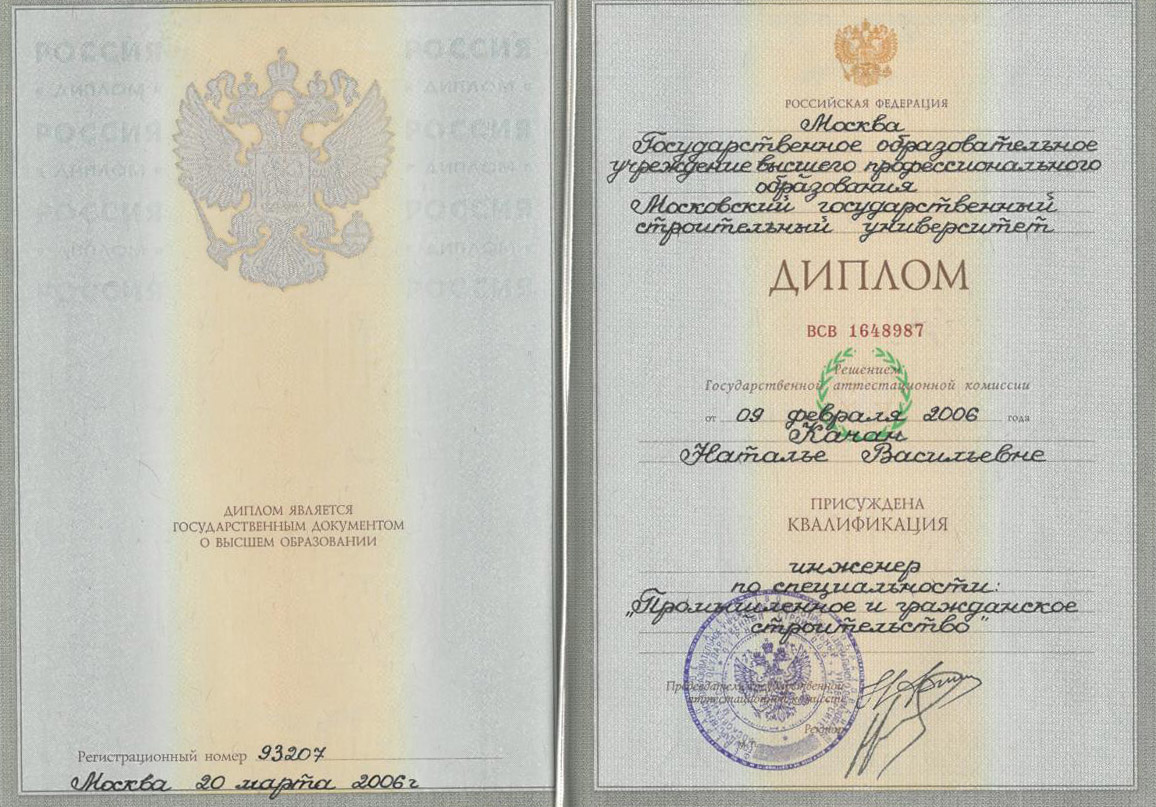 РОССИЯ РОССИЯ
« ДИПЛОМ » « ДИПЛОМ »
РОССИЯ РОССИЯ
« ДИПЛОМ » « ДИПЛОМ »
РОССИЯ РОССИЯ
« ДИПЛОМ » « ДИПЛОМ »
РОССИЯ РОССИЯ
ДИПЛОМ ЯВЛЯЕТСЯ
ГОСУДАРСТВЕННЫМ ДОКУМЕНТОМ
О ВЫСШЕМ ОБРАЗОВАНИИ
Регистрационный номер 93207
Москва 20 марта 2006г
РОССИЙСКАЯ ФЕДЕРАЦИЯ
Москва
Государственное образовательное
учреждение высшего профессионального
образования
Московский государственный
строительный университет
ДИПЛОМ
ВСВ 1648987
Решением
Государственной аттестационной комиссии
от 09 февраля 2006 года
Качан
Наталье Васильевне
ПРИСУЖДЕНА
КВАЛИФИКАЦИЯ
инженер
по специальности:
„Промышленное и гражданское
строительство"
Председатель Государственной
аттестационной комиссии